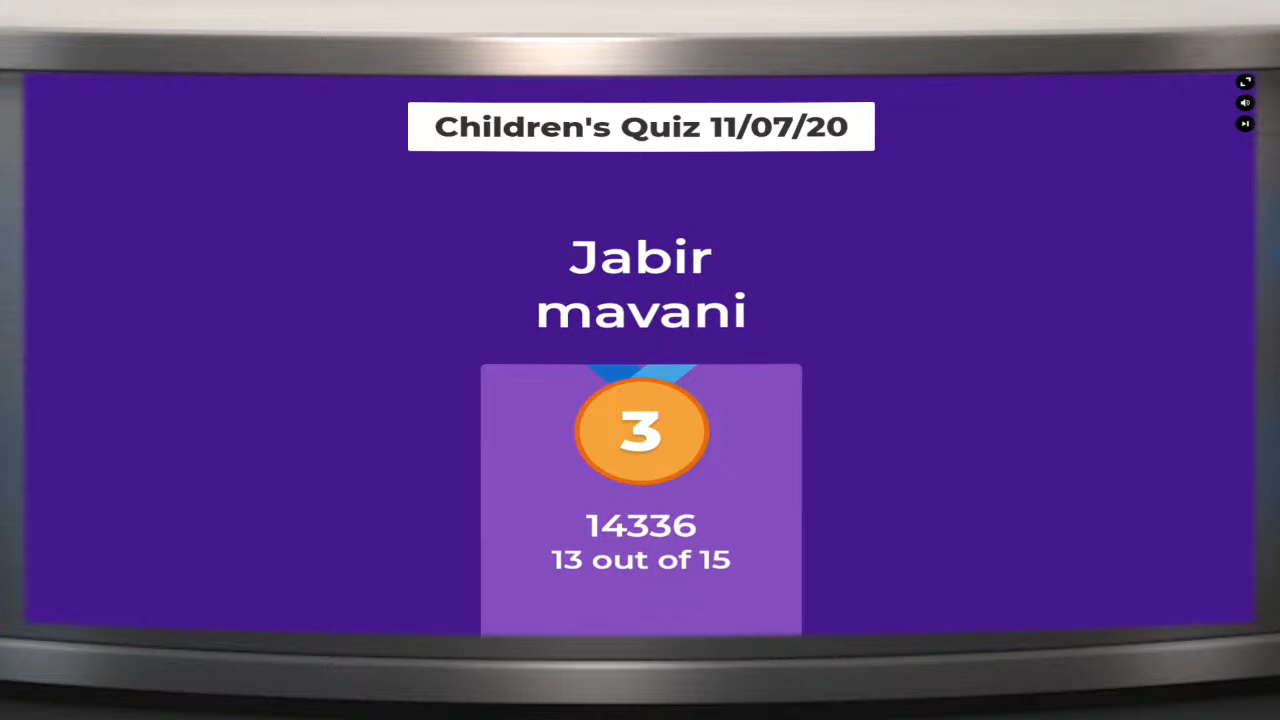 Children's Quiz 11/07/20
Jabir
mavani
3
14336
13 out of 15